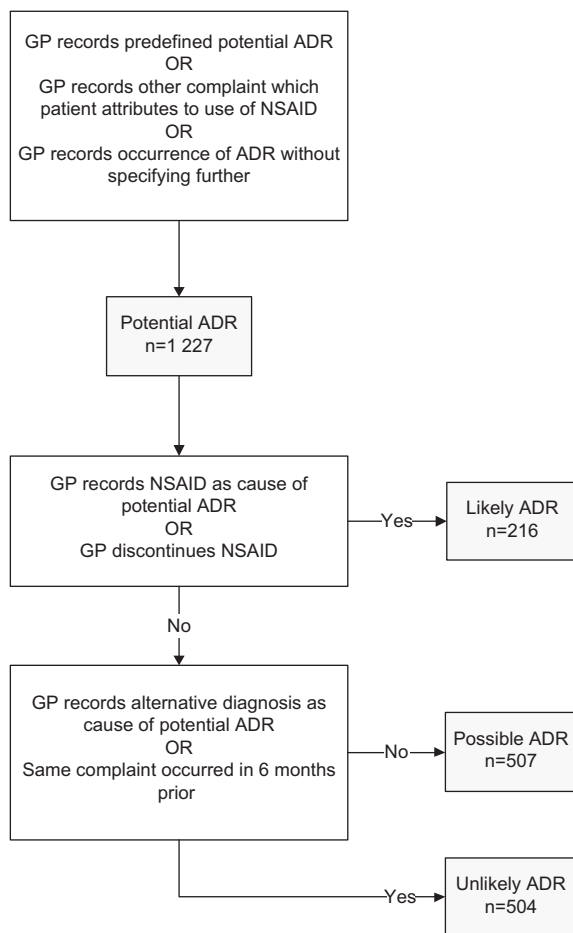 GP records predefined potential ADR
OR
GP records other complaint which
patient attributes to use of NSAID
OR
GP records occurrence of ADR without
specifying further
Potential ADR
n=1 227
GP records NSAID as cause of
potential ADR
OR
GP discontinues NSAID
Yes
Likely ADR
n=216
No
GP records alternative diagnosis as
cause of potential ADR
OR
Same complaint occurred in 6 months
prior
No
Possible ADR
n=507
Yes
Unlikely ADR
n=504